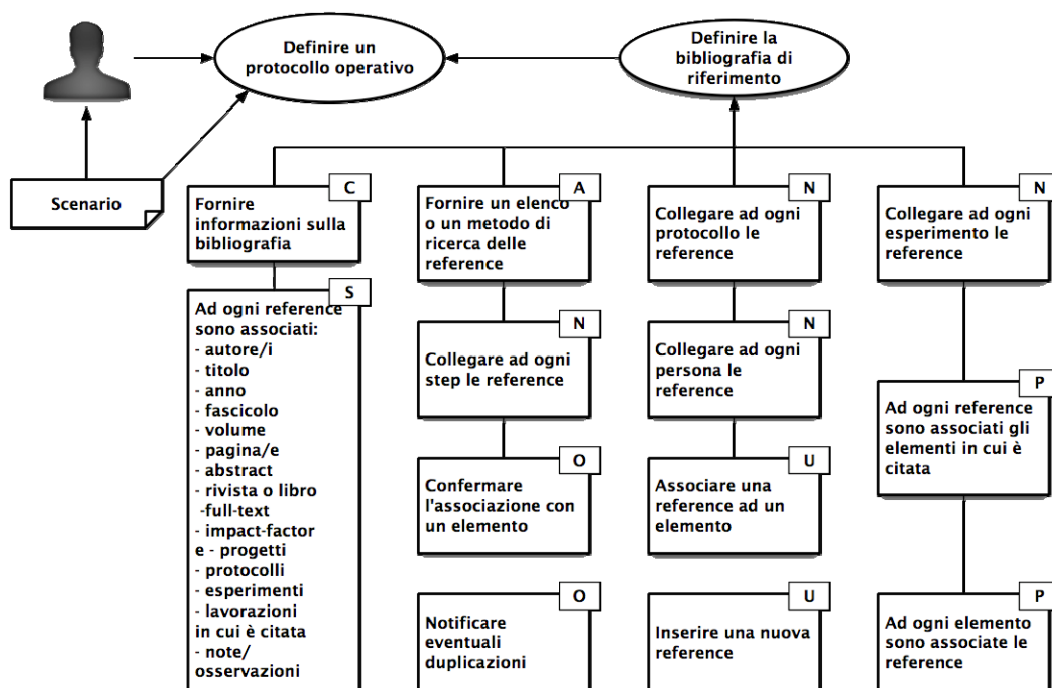 Definire un
protocollo operativo
Definire la
bibliografia di
riferimento
Scenario
C
Fornire
informazioni sulla
bibliografia
A
Fornire un elenco
o un metodo di
ricerca delle
reference
N
Collegare ad ogni
protocollo le
reference
N
Collegare ad ogni
esperimento le
reference
S
Ad ogni reference
sono associati:
- autore/i
- titolo
- anno
- fascicolo
- volume
- pagina/e
- abstract
- rivista o libro
-full-text
- impact-factor
e - progetti
- protocolli
- esperimenti
- lavorazioni
in cui è citata
- note/
osservazioni
N
Collegare ad ogni
step le reference
N
Collegare ad ogni
persona le
reference
P
Ad ogni reference
sono associati gli
elementi in cui è
citata
O
Confermare
l'associazione con
un elemento
U
Associare una
reference ad un
elemento
O
Notificare
eventuali
duplicazioni
U
Inserire una nuova
reference
P
Ad ogni elemento
sono associate le
reference